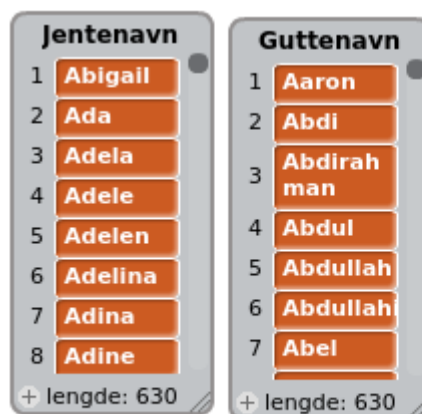 Jentenavn
1 Abigail
2 Ada
3 Adela
4 Adele
5 Adelen
6 Adelina
7 Adina
8 Adine
+ lengde: 630
Guttenavn
1 Aaron
2 Abdi
3 Abdirah
man
4 Abdul
5 Abdullah
6 Abdullahi
7 Abel
+ lengde: 630